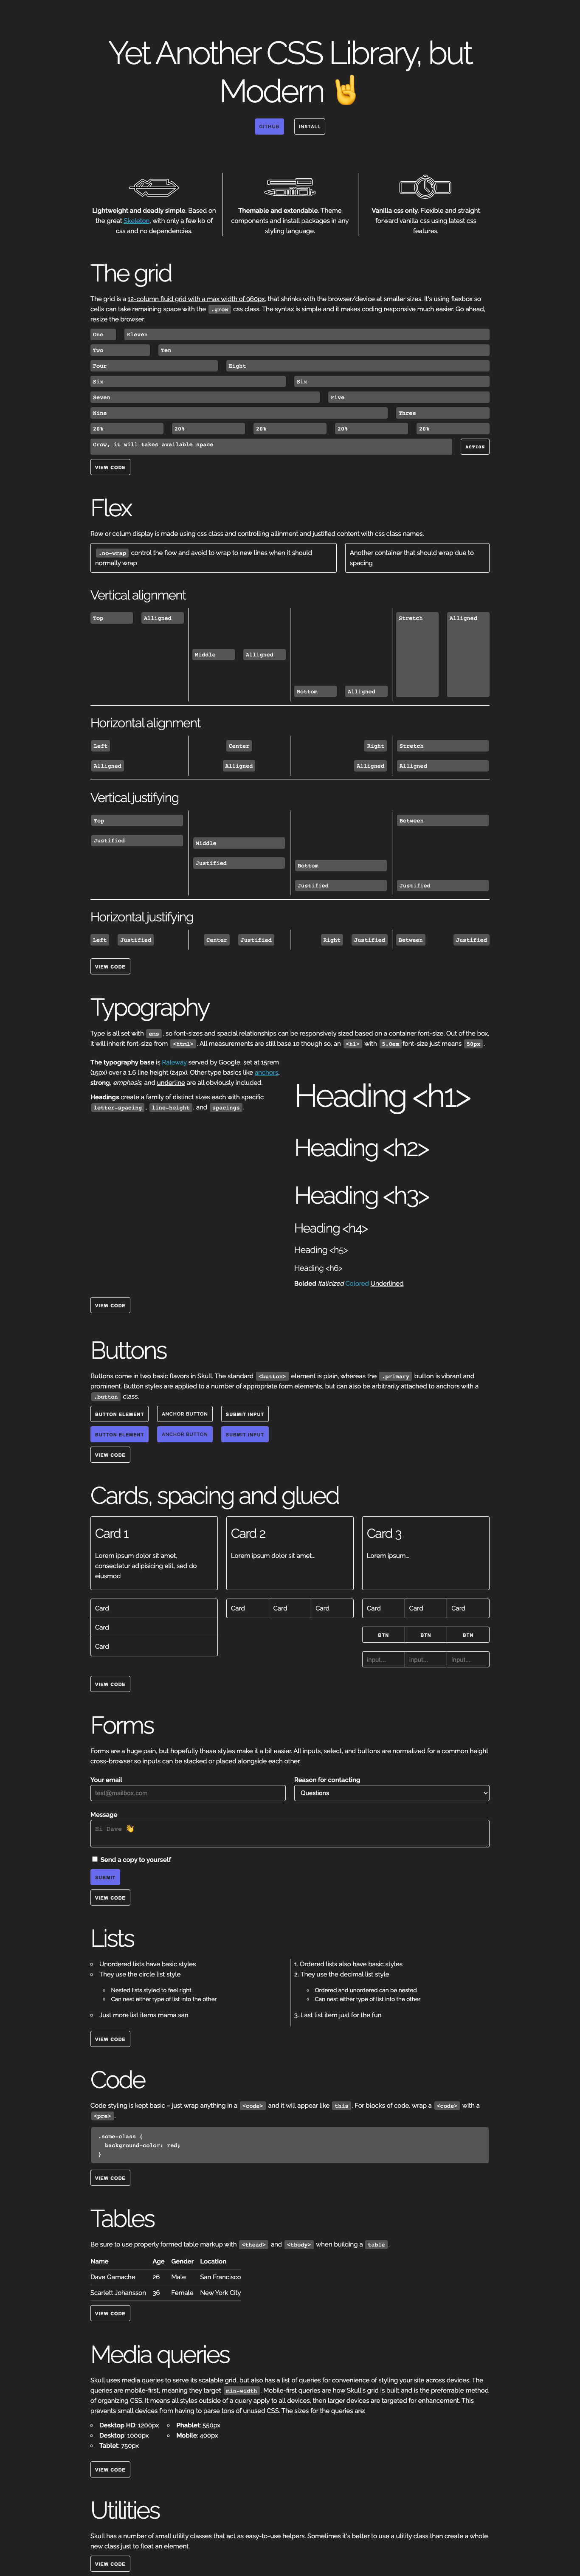 Yet Another CSS Library, but
Modern 🤘
GITHUB INSTALL
Lightweight and deadly simple. Based on
the great Skeleton, with only a few kb of
css and no dependencies.
Themable and extendable. Theme
components and install packages in any
styling language.
Vanilla css only. Flexible and straight
forward vanilla css using latest css
features.
The grid
The grid is a 12-column fluid grid with a max width of 960px, that shrinks with the browser/device at smaller sizes. It's using flexbox so
cells can take remaining space with the .grow css class. The syntax is simple and it makes coding responsive much easier. Go ahead,
resize the browser.
One Eleven
Two Ten
Four Eight
Six Six
Seven Five
Nine Three
20% 20% 20% 20% 20%
Grow, it will takes available space ACTION
VIEW CODE
Flex
Row or colum display is made using css class and controlling allinment and justified content with css class names.
.no-wrap control the flow and avoid to wrap to new lines when it should
normally wrap
Another container that should wrap due to
spacing
Vertical alignment
Top Alligned
Middle Alligned
Bottom Alligned
Stretch Alligned
Horizontal alignment
Left Center Right Stretch
Alligned Alligned Alligned Alligned
Vertical justifying
Top
Justified
Middle
Justified
Bottom
Justified
Between
Justified
Horizontal justifying
Left Justified Center Justified Right Justified Between Justified
VIEW CODE
Typography
Type is all set with ems, so font-sizes and spacial relationships can be responsively sized based on a container font-size. Out of the box,
it will inherit font-size from <html>. All measurements are still base 10 though so, an <h1> with 5.0em font-size just means 50px.
The typography base is Raleway served by Google, set at 15rem
(15px) over a 1.6 line height (24px). Other type basics like anchors,
strong, emphasis, and underline are all obviously included.
Headings create a family of distinct sizes each with specific
letter-spacing, line-height, and spacings.
Heading <h1>
Heading <h2>
Heading <h3>
Heading <h4>
Heading <h5>
Heading <h6>
Bolded Italicized Colored Underlined
VIEW CODE
Buttons
Buttons come in two basic flavors in Skull. The standard <button> element is plain, whereas the .primary button is vibrant and
prominent. Button styles are applied to a number of appropriate form elements, but can also be arbitrarily attached to anchors with a
.button class.
BUTTON ELEMENT ANCHOR BUTTON SUBMIT INPUT
BUTTON ELEMENT ANCHOR BUTTON SUBMIT INPUT
VIEW CODE
Cards, spacing and glued
Card 1
Lorem ipsum dolor sit amet,
consectetur adipisicing elit, sed do
eiusmod
Card 2
Lorem ipsum dolor sit amet...
Card 3
Lorem ipsum...
Card
Card
Card
Card Card Card
Card Card Card
BTN BTN BTN
input... input... input...
VIEW CODE
Forms
Forms are a huge pain, but hopefully these styles make it a bit easier. All inputs, select, and buttons are normalized for a common height
cross-browser so inputs can be stacked or placed alongside each other.
Your email Reason for contacting
test@mailbox.com Questions
Message
Hi Dave 👋
Send a copy to yourself
SUBMIT
VIEW CODE
Lists
Unordered lists have basic styles
They use the circle list style
Nested lists styled to feel right
Can nest either type of list into the other
Just more list items mama san
1. Ordered lists also have basic styles
2. They use the decimal list style
Ordered and unordered can be nested
Can nest either type of list into the other
3. Last list item just for the fun
VIEW CODE
Code
Code styling is kept basic – just wrap anything in a <code> and it will appear like this. For blocks of code, wrap a <code> with a
<pre>.
.some-class {
background-color: red;
}
VIEW CODE
Tables
Be sure to use properly formed table markup with <thead> and <tbody> when building a table.
Name Age Gender Location
Dave Gamache 26 Male San Francisco
Scarlett Johansson 36 Female New York City
VIEW CODE
Media queries
Skull uses media queries to serve its scalable grid, but also has a list of queries for convenience of styling your site across devices. The
queries are mobile-first, meaning they target min-width. Mobile-first queries are how Skull's grid is built and is the preferrable method
of organizing CSS. It means all styles outside of a query apply to all devices, then larger devices are targeted for enhancement. This
prevents small devices from having to parse tons of unused CSS. The sizes for the queries are:
Desktop HD: 1200px
Desktop: 1000px
Tablet: 750px
Phablet: 550px
Mobile: 400px
VIEW CODE
Utilities
Skull has a number of small utility classes that act as easy-to-use helpers. Sometimes it's better to use a utility class than create a whole
new class just to float an element.
VIEW CODE